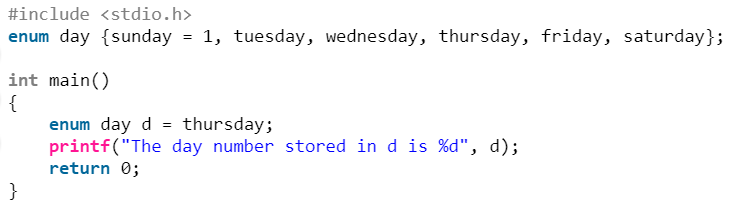 #include <stdio.h>
enum day {sunday = 1, tuesday, wednesday, thursday, friday, saturday};
int main()
{
enum day d = thursday;
printf("The day number stored in d is %d", d);
return 0;
}